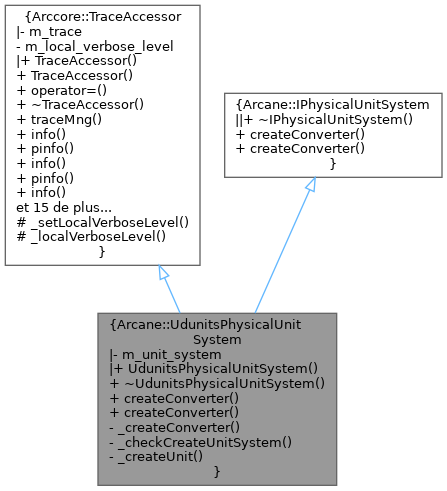 {Arccore::TraceAccessor
|- m_trace
- m_local_verbose_level
|+ TraceAccessor()
+ TraceAccessor()
+ operator=()
+ ~TraceAccessor()
+ traceMng()
+ info()
+ pinfo()
+ info()
+ pinfo()
+ info()
et 15 de plus...
# _setLocalVerboseLevel()
# _localVerboseLevel()
}
{Arcane::IPhysicalUnitSystem
||+ ~IPhysicalUnitSystem()
+ createConverter()
+ createConverter()
}
{Arcane::UdunitsPhysicalUnit
System
|- m_unit_system
|+ UdunitsPhysicalUnitSystem()
+ ~UdunitsPhysicalUnitSystem()
+ createConverter()
+ createConverter()
- _createConverter()
- _checkCreateUnitSystem()
- _createUnit()
}